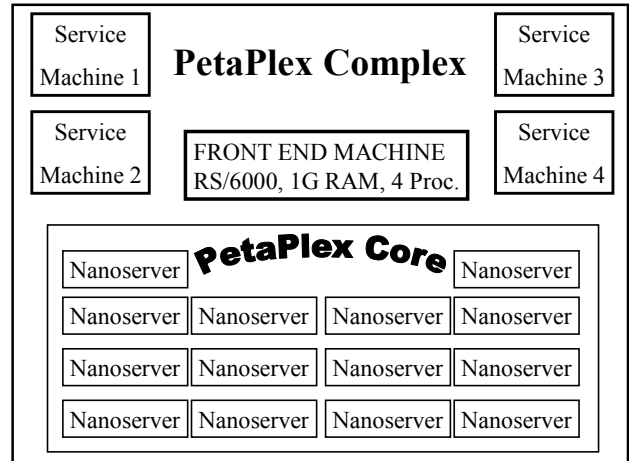 Service
Machine 1
PetaPlex Complex
Service
Machine 3
Service
Machine 2
FRONT END MACHINE
RS/6000, 1G RAM, 4 Proc.
Service
Machine 4
Nanoserver
PetaPlex Core
Nanoserver
Nanoserver Nanoserver Nanoserver Nanoserver
Nanoserver Nanoserver Nanoserver Nanoserver
Nanoserver Nanoserver Nanoserver Nanoserver